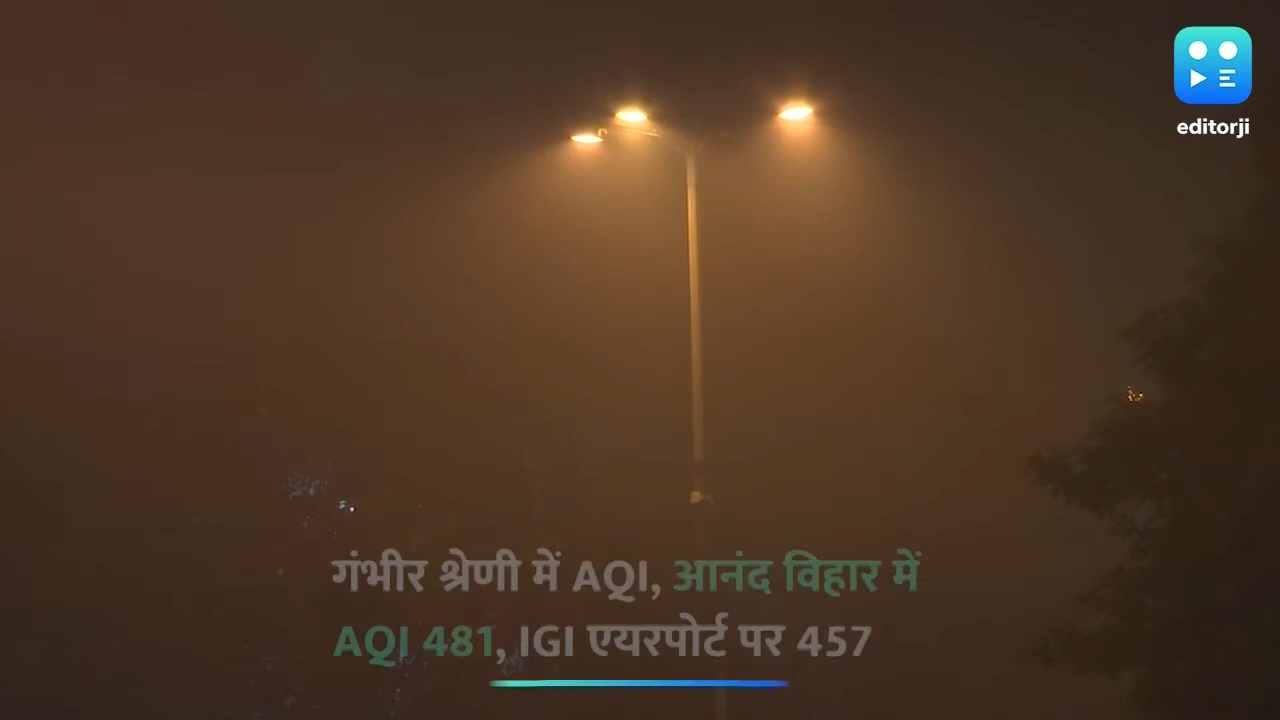 editorji
गंभीर श्रेणी में AQI, आनंद विहार में
AQI 481, IGI एयरपोर्ट पर 457